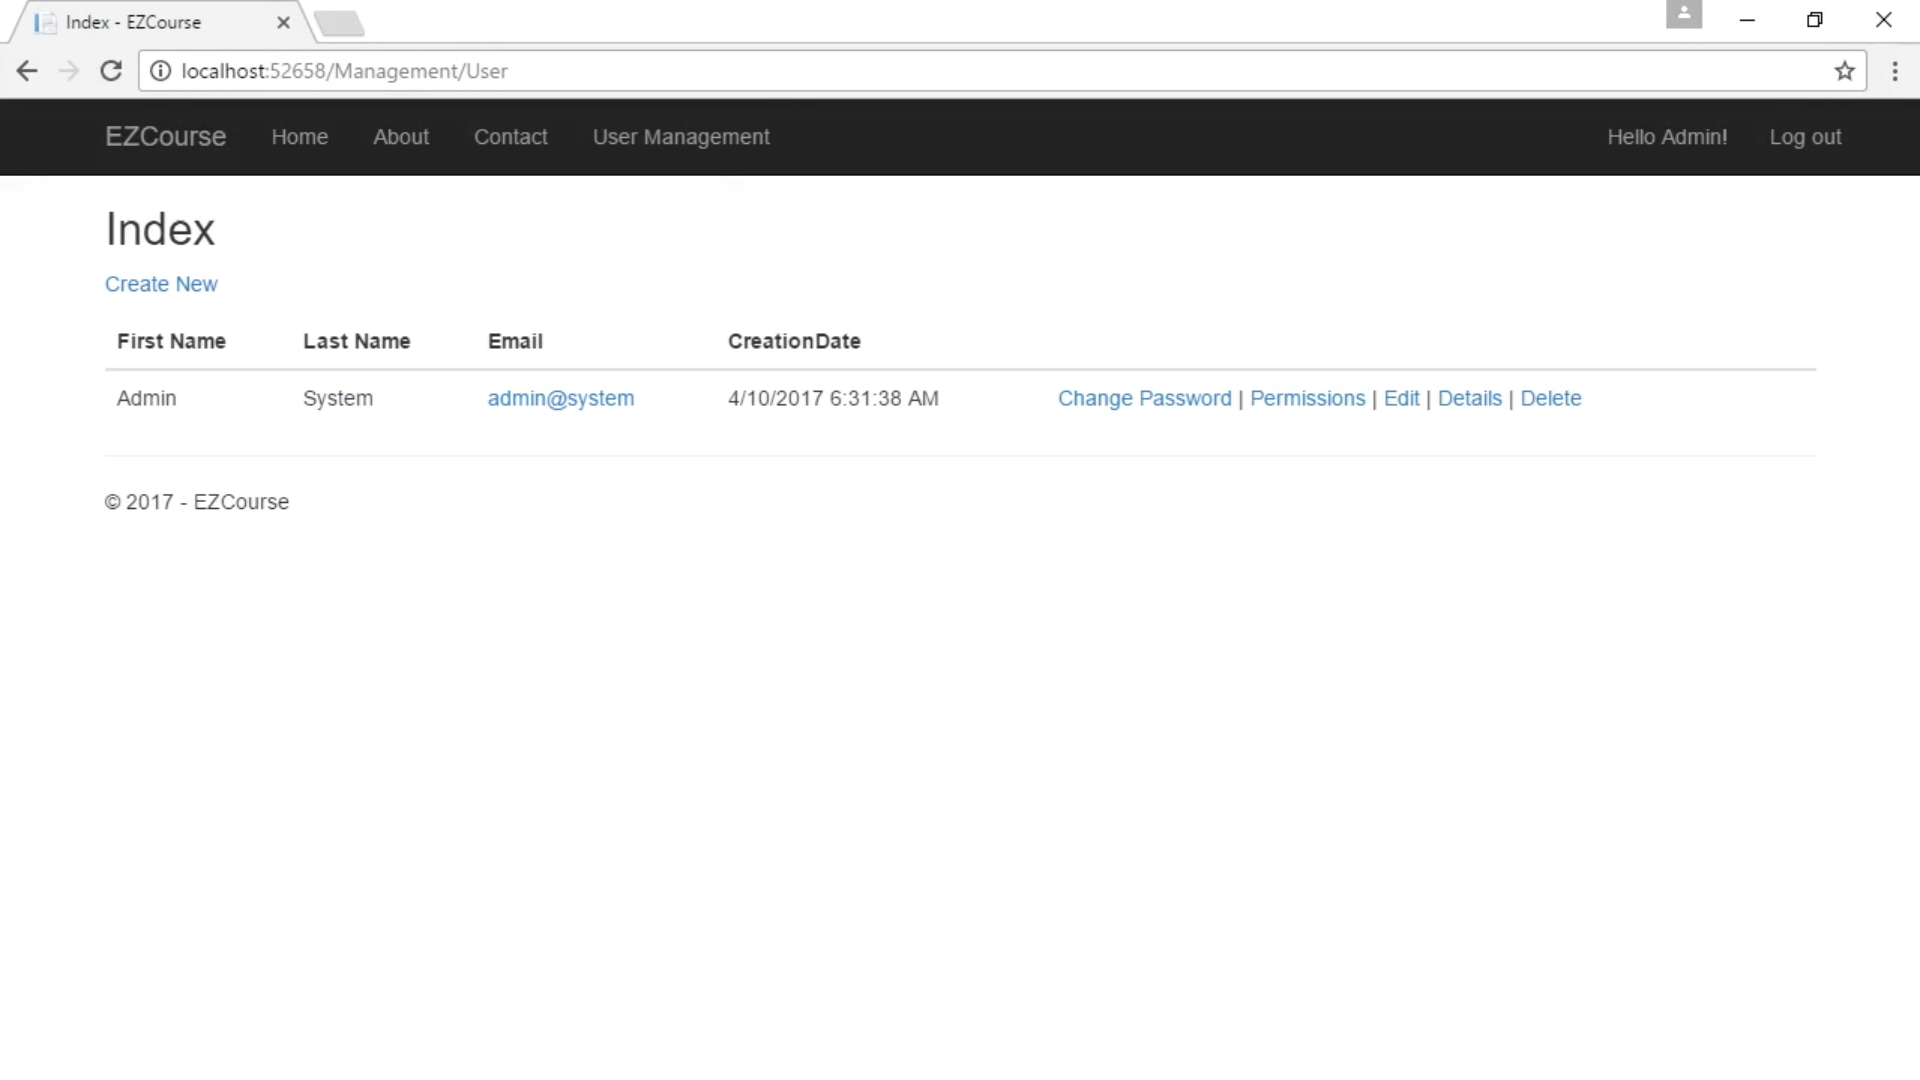 Index - EZCourse
localhost:52658/Management/User
EZCourse Home About Contact User Management Hello Admin! Log out
Index
Create New
First Name Last Name Email CreationDate
Admin System admin@system 4/10/2017 6:31:38 AM Change Password | Permissions | Edit | Details | Delete
© 2017 - EZCourse